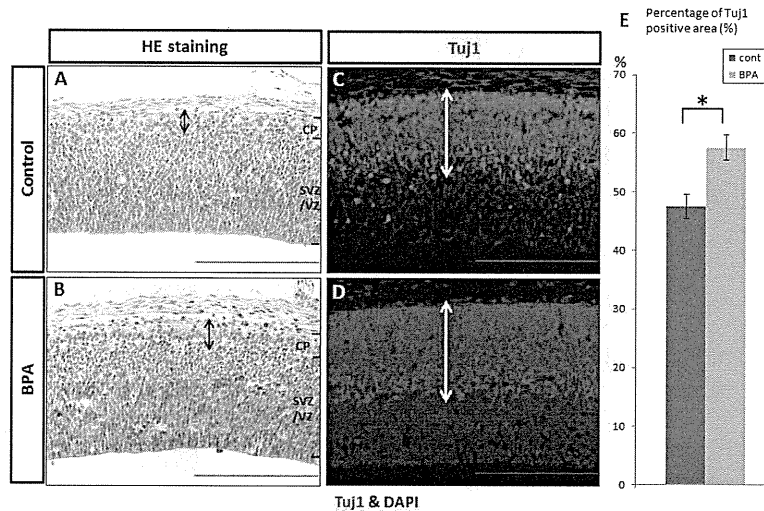 HE staining
Tuj1
E Percentage of Tuj1
positive area (%)
cont
BPA
Control
BPA
A
CP
SVZ
/VZ
B
CP
SVZ
/VZ
C
D
Tuj1 & DAPI
%
70
60
50
40
30
20
10
0
*